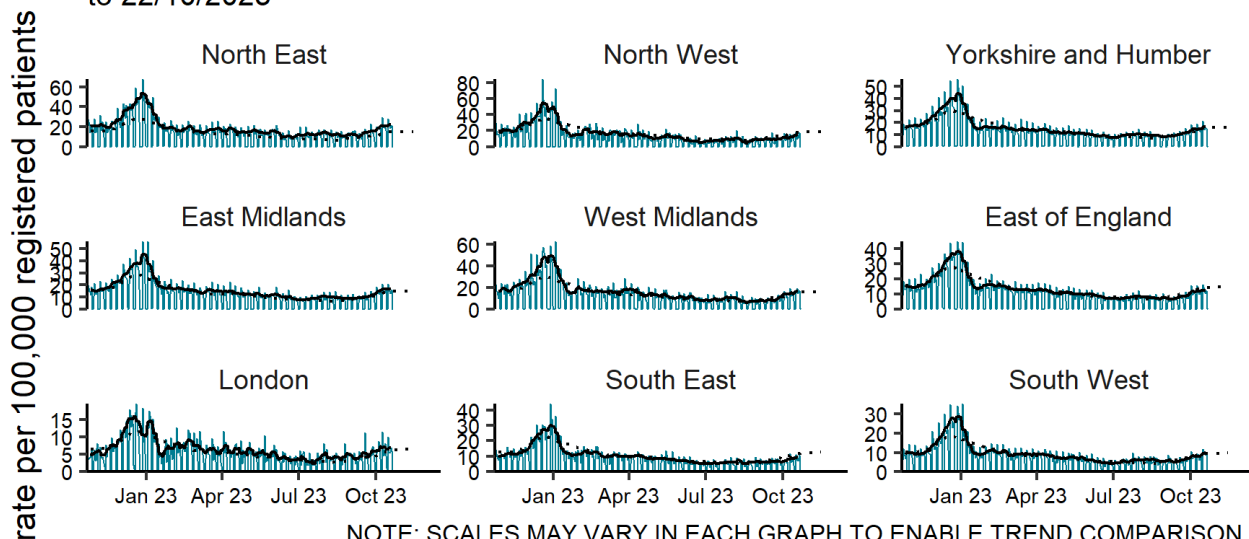 to 22/10/2023
rate per 100,000 registered patients
North East
North West
Yorkshire and Humber
60
40
20
0
80
60
40
20
0
50
40
30
20
10
0
East Midlands
West Midlands
East of England
50
40
30
20
10
0
60
40
20
0
40
30
20
10
0
London
South East
South West
15
10
5
0
40
30
20
10
0
30
20
10
0
Jan 23 Apr 23 Jul 23 Oct 23
Jan 23 Apr 23 Jul 23 Oct 23
Jan 23 Apr 23 Jul 23 Oct 23
NOTE: SCALES MAY VARY IN EACH GRAPH TO ENABLE TREND COMPARISON